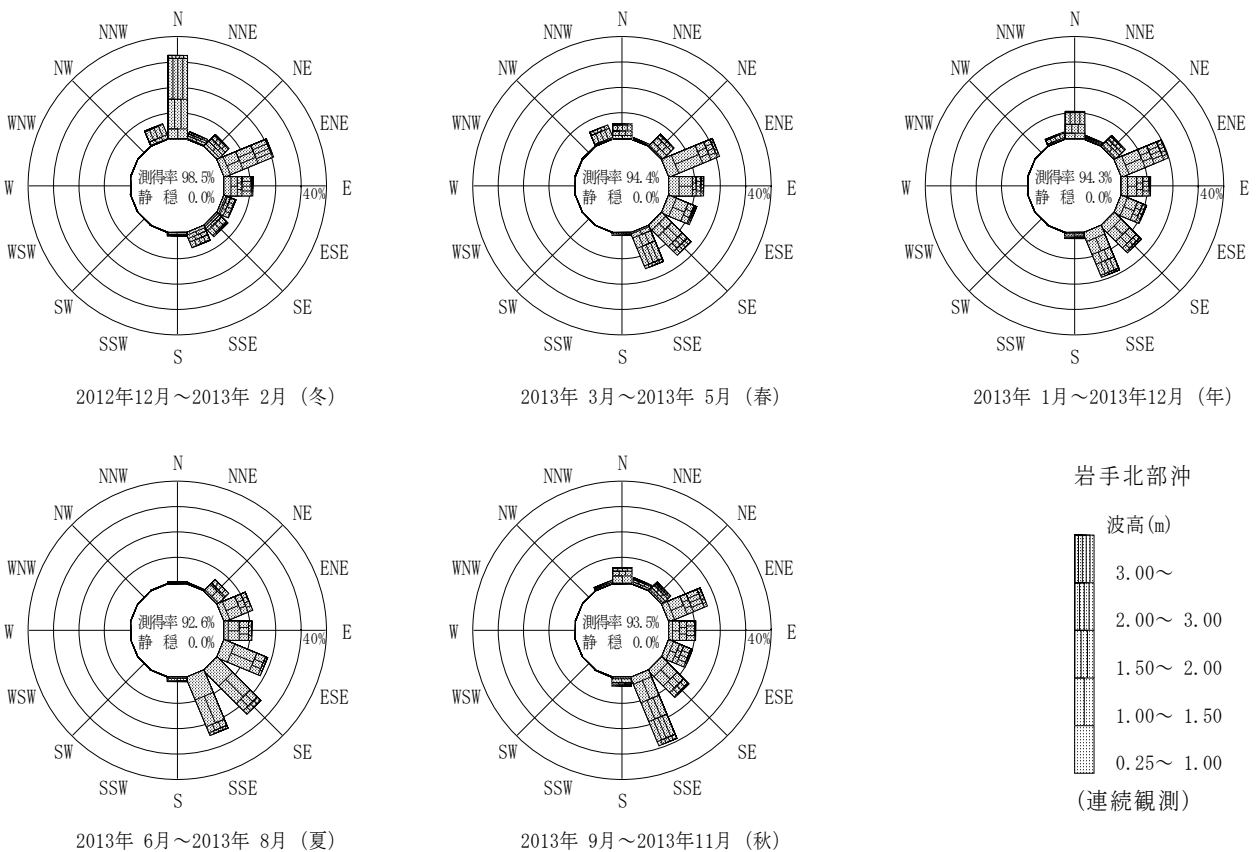 N
NNW NNE
NW NE
WNW ENE
測得率 98.5%
W 静 穏 0.0% 40% E
WSW ESE
SW SE
SSW SSE
S
2012年12月～2013年 2月 (冬)
N
NNW NNE
NW NE
WNW ENE
測得率 94.4%
W 静 穏 0.0% 40% E
WSW ESE
SW SE
SSW SSE
S
2013年 3月～2013年 5月 (春)
N
NNW NNE
NW NE
WNW ENE
測得率 94.3%
W 静 穏 0.0% 40% E
WSW ESE
SW SE
SSW SSE
S
2013年 1月～2013年12月 (年)
N
NNW NNE
NW NE
WNW ENE
測得率 92.6%
W 静 穏 0.0% 40% E
WSW ESE
SW SE
SSW SSE
S
2013年 6月～2013年 8月 (夏)
N
NNW NNE
NW NE
WNW ENE
測得率 93.5%
W 静 穏 0.0% 40% E
WSW ESE
SW SE
SSW SSE
S
2013年 9月～2013年11月 (秋)
岩手北部沖
波高(m)
3.00～
2.00～ 3.00
1.50～ 2.00
1.00～ 1.50
0.25～ 1.00
(連続観測)